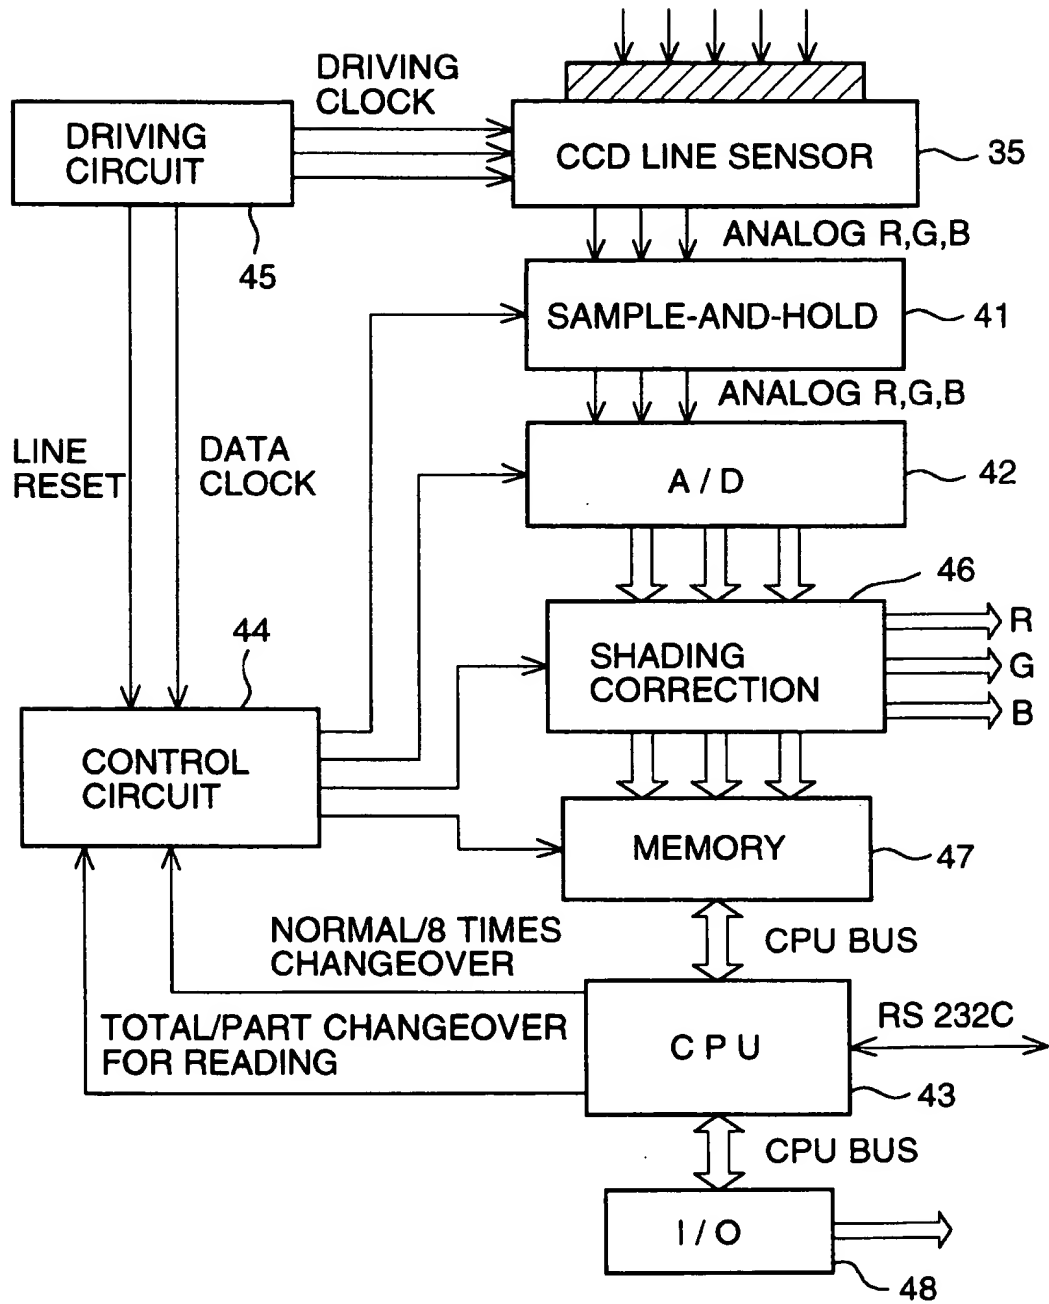 DRIVING
CLOCK
DRIVING
CIRCUIT
CCD LINE SENSOR
35
45
ANALOG R,G,B
SAMPLE-AND-HOLD
41
ANALOG R,G,B
LINE
RESET
DATA
CLOCK
A / D
42
46
44
SHADING
CORRECTION
R
G
B
CONTROL
CIRCUIT
MEMORY
47
NORMAL/8 TIMES
CHANGEOVER
CPU BUS
TOTAL/PART CHANGEOVER
FOR READING
C P U
RS 232C
43
CPU BUS
I / O
48